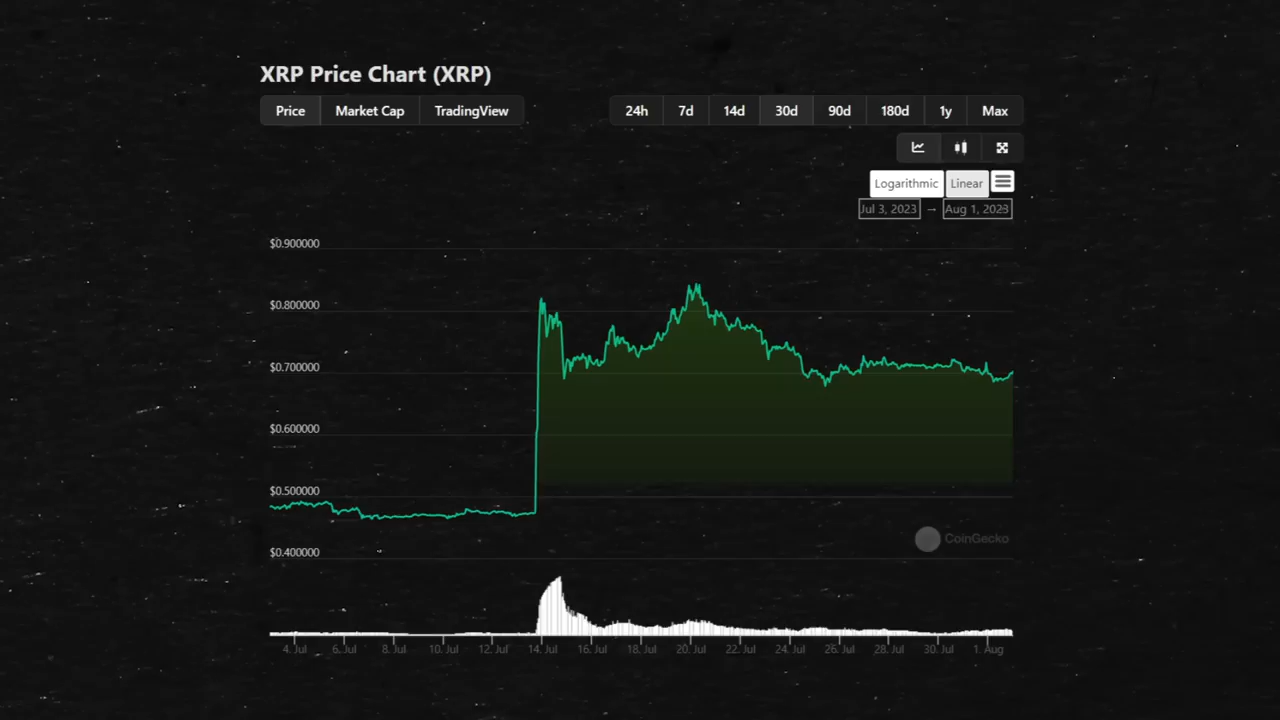 XRP Price Chart (XRP)
Price Market Cap TradingView 24h 7d 14d 30d 90d 180d 1y Max
Logarithmic Linear
Jul 3, 2023 → Aug 1, 2023
$0.900000
$0.800000
$0.700000
$0.600000
$0.500000
CoinGecko
$0.400000
4. Jul 6. Jul 8. Jul 10. Jul 12. Jul 14. Jul 16. Jul 18. Jul 20. Jul 22. Jul 24. Jul 26. Jul 28. Jul 30. Jul 1. Aug